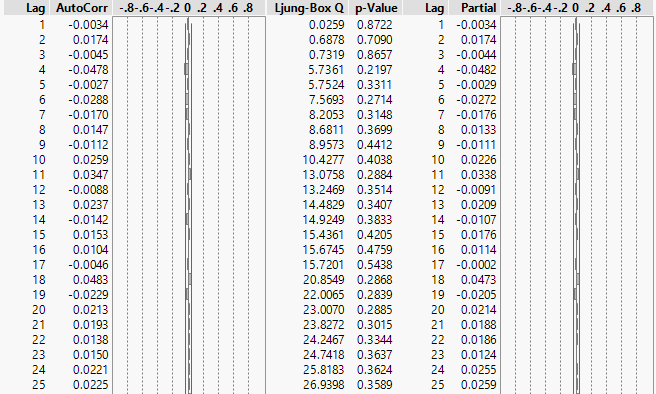 Lag AutoCorr -.8-.6-.4-.2 0 .2 .4 .6 .8 Ljung-Box Q p-Value Lag Partial -.8-.6-.4-.2 0 .2 .4 .6 .8
1 -0.0034 0.0259 0.8722 1 -0.0034
2 0.0174 0.6878 0.7090 2 0.0174
3 -0.0045 0.7319 0.8657 3 -0.0044
4 -0.0478 5.7361 0.2197 4 -0.0482
5 -0.0027 5.7524 0.3311 5 -0.0029
6 -0.0288 7.5693 0.2714 6 -0.0272
7 -0.0170 8.2053 0.3148 7 -0.0176
8 0.0147 8.6811 0.3699 8 0.0133
9 -0.0112 8.9573 0.4412 9 -0.0111
10 0.0259 10.4277 0.4038 10 0.0226
11 0.0347 13.0758 0.2884 11 0.0338
12 -0.0088 13.2469 0.3514 12 -0.0091
13 0.0237 14.4829 0.3407 13 0.0209
14 -0.0142 14.9249 0.3833 14 -0.0107
15 0.0153 15.4361 0.4205 15 0.0176
16 0.0104 15.6745 0.4759 16 0.0114
17 -0.0046 15.7201 0.5438 17 -0.0002
18 0.0483 20.8549 0.2868 18 0.0473
19 -0.0229 22.0065 0.2839 19 -0.0205
20 0.0213 23.0070 0.2885 20 0.0214
21 0.0193 23.8272 0.3015 21 0.0188
22 0.0138 24.2467 0.3344 22 0.0186
23 0.0150 24.7418 0.3637 23 0.0124
24 0.0221 25.8183 0.3624 24 0.0255
25 0.0225 26.9398 0.3589 25 0.0259